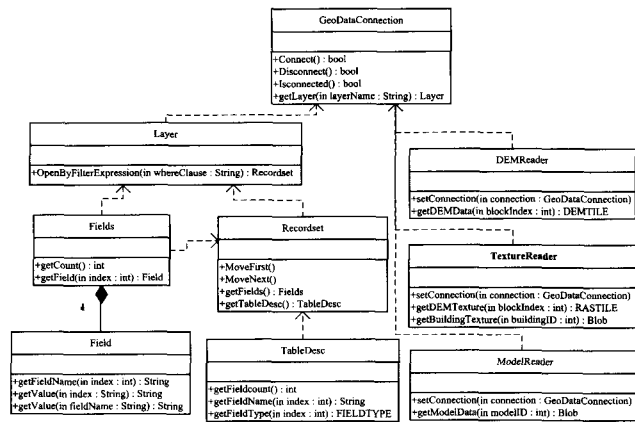 GeoDataConnection
+Connect() : bool
+Disconnect() : bool
+Isconnected() : bool
+getLayer(in layerName : String) : Layer
Layer
+OpenByFilterExpression(in whereClause : String) : Recordset
DEMReader
+setConnection(in connection : GeoDataConnection)
+getDEMData(in blockIndex : int) : DEMTILE
Fields
+getCount() : int
+getField(in index : int) : Field
Recordset
+MoveFirst()
+MoveNext()
+getFields() : Fields
+getTableDesc() : TableDesc
TextureReader
+setConnection(in connection : GeoDataConnection)
+getDEMTexture(in blockIndex : int) : RASTILE
+getBuildingTexture(in buildingID : int) : Blob
Field
+getFieldName(in index : int) : String
+getValue(in index : String) : String
+getValue(in fieldName : String) : String
TableDesc
+getFieldcount() : int
+getFieldName(in index : int) : String
+getFieldType(in index : int) : FIELDTYPE
ModelReader
+setConnection(in connection : GeoDataConnection)
+getModelData(in modelID : int) : Blob